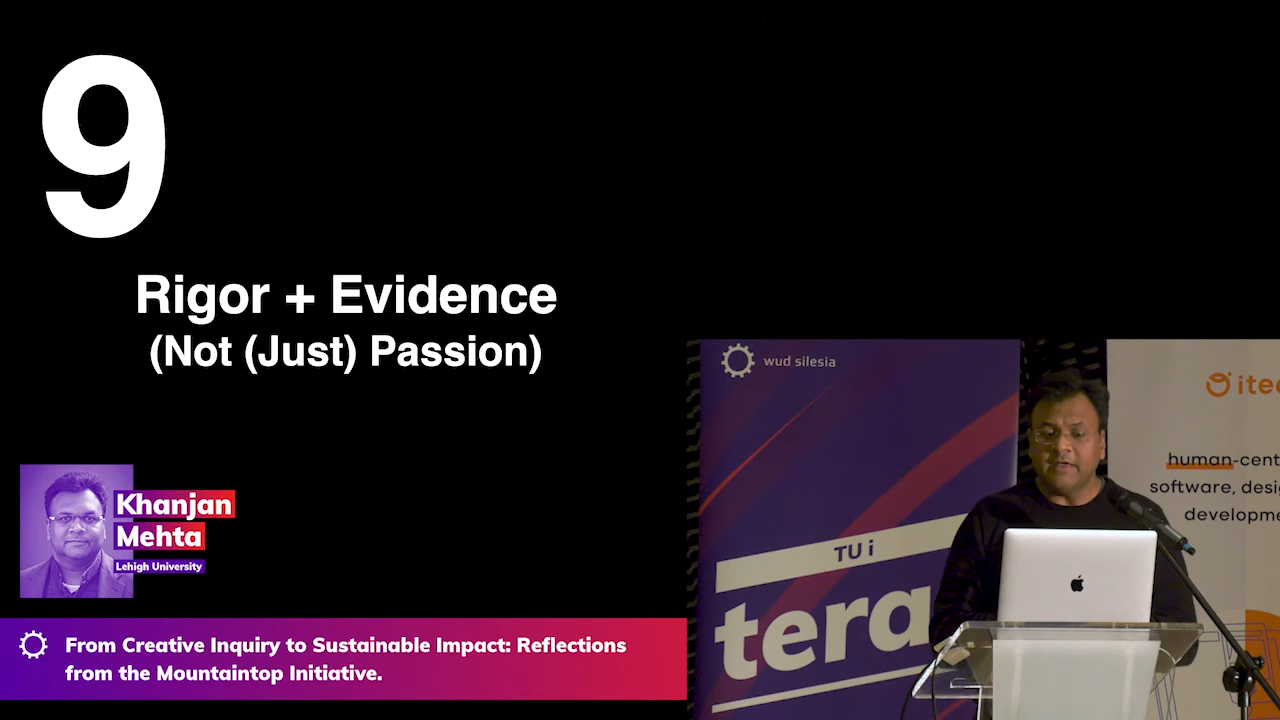 9
Rigor + Evidence
(Not (Just) Passion)
Khanjan
Mehta
Lehigh University
From Creative Inquiry to Sustainable Impact: Reflections
from the Mountaintop Initiative.
wud silesia
TU i
tera
human-cent
software, desi
developme